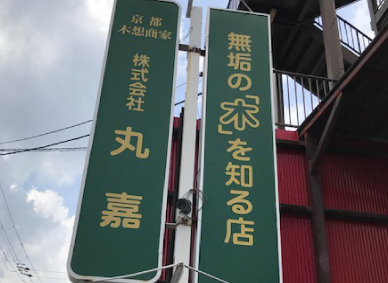 京都
木想商家
株式会社
丸嘉
無垢の「木」を知る店